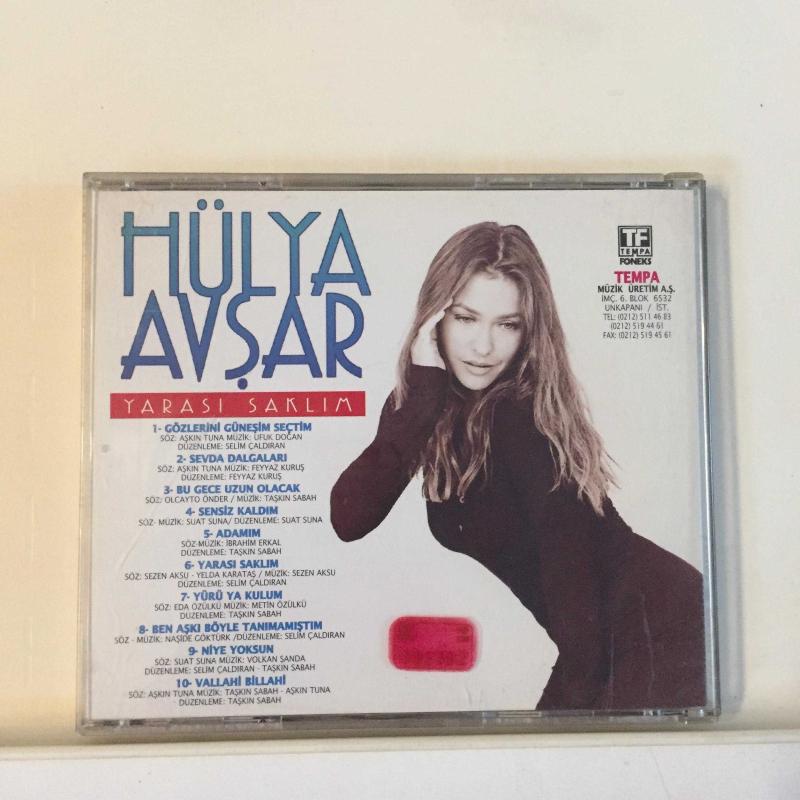 HÜLYA
AVŞAR
YARASI SAKLIM
1- GÖZLERİNİ GÜNEŞİM SEÇTİM
SÖZ: AŞKIN TUNA MÜZİK: UFUK DOĞAN
DÜZENLEME: SELİM ÇALDIRAN
2- SEVDA DALGALARI
SÖZ: AŞKIN TUNA MÜZİK: FEYYAZ KURUŞ
DÜZENLEME: FEYYAZ KURUŞ
3- BU GECE UZUN OLACAK
SÖZ: OLCAYTO ÖNDER / MÜZİK: TAŞKIN SABAH
4- SENSİZ KALDIM
SÖZ- MÜZİK: SUAT SUNA/ DÜZENLEME: SUAT SUNA
5- ADAMIM
SÖZ-MÜZİK: İBRAHİM ERKAL
DÜZENLEME: TAŞKIN SABAH
6- YARASI SAKLIM
SÖZ: SEZEN AKSU - YELDA KARATAŞ / MÜZİK: SEZEN AKSU
DÜZENLEME: SELİM ÇALDIRAN
7- YÜRÜ YA KULUM
SÖZ: EDA ÖZÜLKÜ MÜZİK: METİN ÖZÜLKÜ
DÜZENLEME: TAŞKIN SABAH
8- BEN AŞKI BÖYLE TANIMAMIŞTIM
SÖZ - MÜZİK: NAŞİDE GÖKTÜRK /DÜZENLEME: SELİM ÇALDIRAN
9- NİYE YOKSUN
SÖZ: SUAT SUNA MÜZİK: VOLKAN ŞANDA
DÜZENLEME: SELİM ÇALDIRAN - TAŞKIN SABAH
10- VALLAHİ BİLLAHİ
SÖZ: AŞKIN TUNA MÜZİK: TAŞKIN SABAH - AŞKIN TUNA
DÜZENLEME: TAŞKIN SABAH
TF
TEMPA
FONEKS
TEMPA
MÜZİK ÜRETİM A.Ş.
İMÇ. 6. BLOK 6532
UNKAPANI / İST.
TEL: (0212) 511 46 83
(0212) 519 44 61
FAX: (0212) 519 45 61